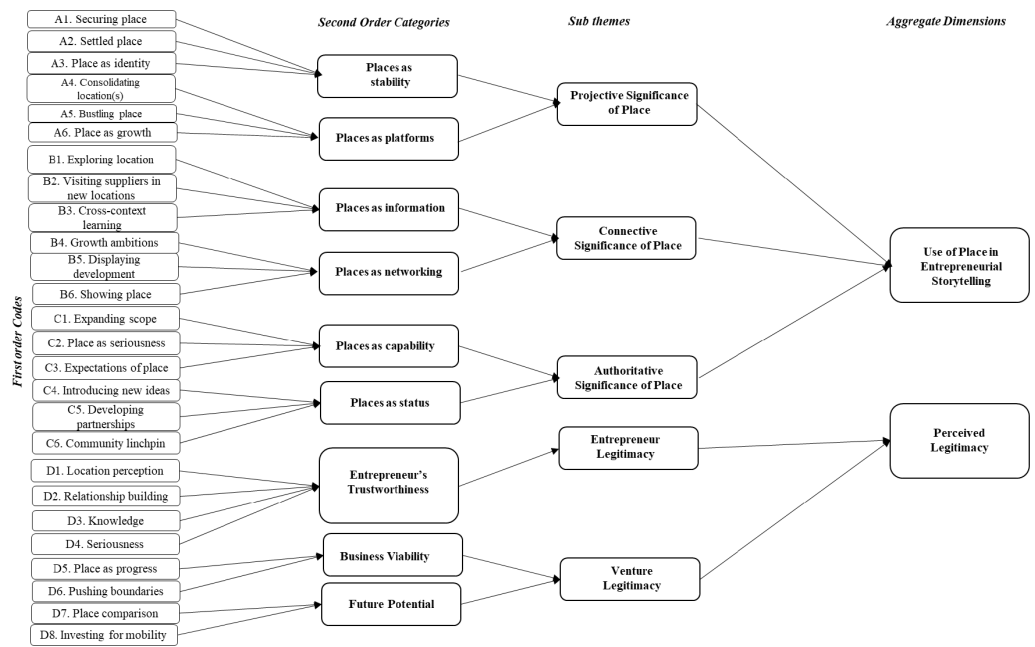 Second Order Categories
Sub themes
Aggregate Dimensions
First order Codes
A1. Securing place
A2. Settled place
A3. Place as identity
A4. Consolidating
location(s)
A5. Bustling place
A6. Place as growth
B1. Exploring location
B2. Visiting suppliers in
new locations
B3. Cross-context
learning
B4. Growth ambitions
B5. Displaying
development
B6. Showing place
C1. Expanding scope
C2. Place as seriousness
C3. Expectations of place
C4. Introducing new ideas
C5. Developing
partnerships
C6. Community linchpin
D1. Location perception
D2. Relationship building
D3. Knowledge
D4. Seriousness
D5. Place as progress
D6. Pushing boundaries
D7. Place comparison
D8. Investing for mobility
Places as
stability
Places as platforms
Places as information
Places as networking
Places as capability
Places as status
Entrepreneur's
Trustworthiness
Business Viability
Future Potential
Projective Significance
of Place
Connective
Significance of Place
Authoritative
Significance of Place
Entrepreneur
Legitimacy
Venture
Legitimacy
Use of Place in
Entrepreneurial
Storytelling
Perceived
Legitimacy